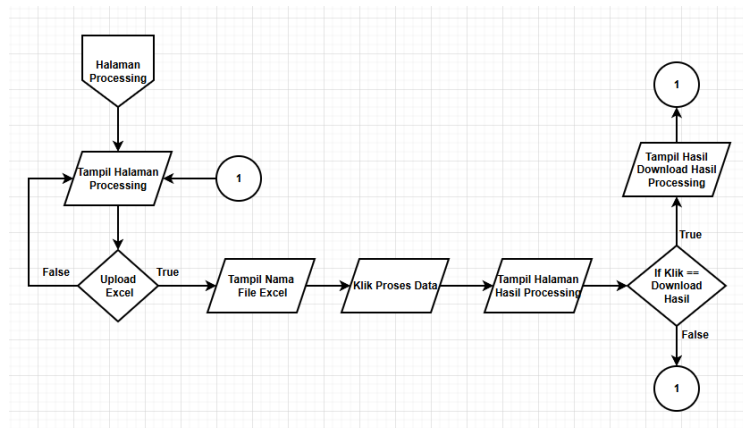 Halaman
Processing
Tampil Halaman
Processing
1
Upload
Excel
False
True
Tampil Nama
File Excel
Klik Proses Data
Tampil Halaman
Hasil Processing
If Klik ==
Download
Hasil
True
Tampil Hasil
Download Hasil
Processing
1
False
1